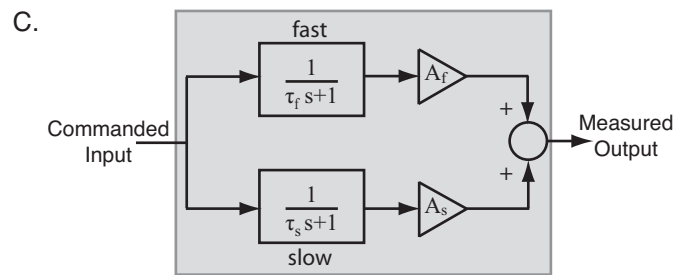 C.
fast
1
τf s+1
Af
+
Commanded
Input
Measured
Output
+
1
τs s+1
As
slow